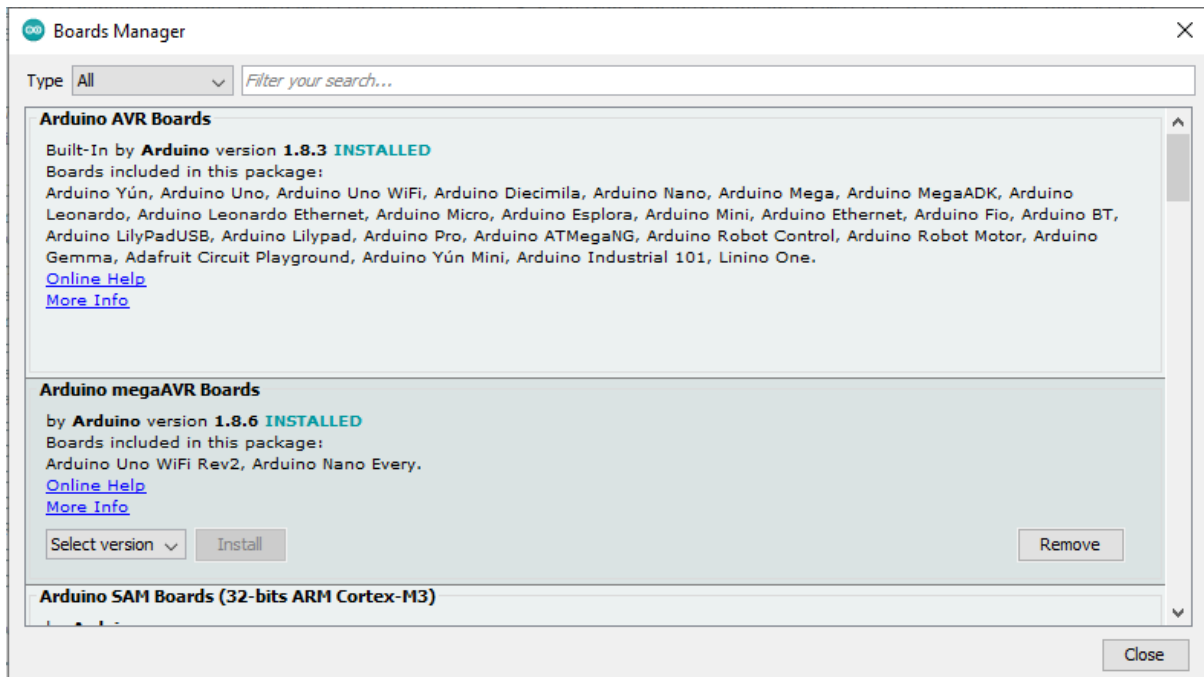 Boards Manager
Type All Filter your search...
Arduino AVR Boards
Built-In by Arduino version 1.8.3 INSTALLED
Boards included in this package:
Arduino Yún, Arduino Uno, Arduino Uno WiFi, Arduino Diecimila, Arduino Nano, Arduino Mega, Arduino MegaADK, Arduino
Leonardo, Arduino Leonardo Ethernet, Arduino Micro, Arduino Esplora, Arduino Mini, Arduino Ethernet, Arduino Fio, Arduino BT,
Arduino LilyPadUSB, Arduino Lilypad, Arduino Pro, Arduino ATMegaNG, Arduino Robot Control, Arduino Robot Motor, Arduino
Gemma, Adafruit Circuit Playground, Arduino Yún Mini, Arduino Industrial 101, Linino One.
Online Help
More Info
Arduino megaAVR Boards
by Arduino version 1.8.6 INSTALLED
Boards included in this package:
Arduino Uno WiFi Rev2, Arduino Nano Every.
Online Help
More Info
Select version Install Remove
Arduino SAM Boards (32-bits ARM Cortex-M3)
Close